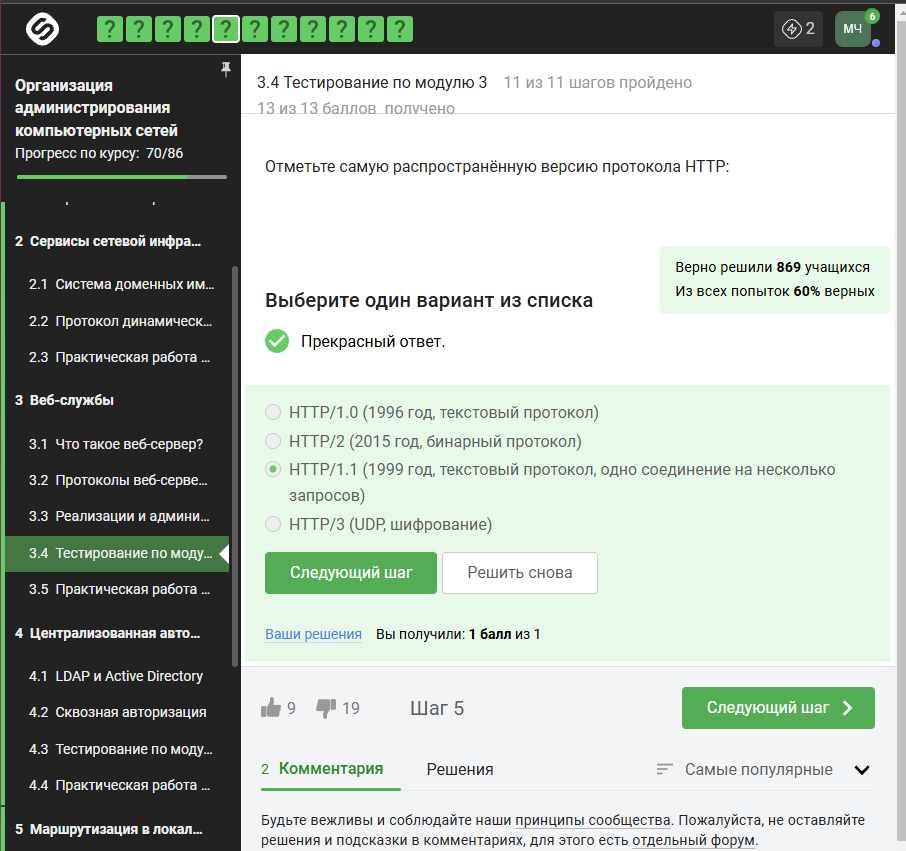 ? ? ? ? ? ? ? ? ? ? ?
2
МЧ
6
Организация
администрирования
компьютерных сетей
Прогресс по курсу: 70/86
2 Сервисы сетевой инфра...
2.1 Система доменных им...
2.2 Протокол динамическ...
2.3 Практическая работа ...
3 Веб-службы
3.1 Что такое веб-сервер?
3.2 Протоколы веб-серве...
3.3 Реализации и админи...
3.4 Тестирование по моду...
3.5 Практическая работа ...
4 Централизованная авто...
4.1 LDAP и Active Directory
4.2 Сквозная авторизация
4.3 Тестирование по моду...
4.4 Практическая работа ...
5 Маршрутизация в локал...
3.4 Тестирование по модулю 3 11 из 11 шагов пройдено
13 из 13 баллов получено
Отметьте самую распространённую версию протокола HTTP:
Верно решили 869 учащихся
Из всех попыток 60% верных
Выберите один вариант из списка
Прекрасный ответ.
HTTP/1.0 (1996 год, текстовый протокол)
HTTP/2 (2015 год, бинарный протокол)
HTTP/1.1 (1999 год, текстовый протокол, одно соединение на несколько
запросов)
HTTP/3 (UDP, шифрование)
Следующий шаг
Решить снова
Ваши решения Вы получили: 1 балл из 1
9 19 Шаг 5
Следующий шаг
2 Комментария
Решения
Самые популярные
Будьте вежливы и соблюдайте наши принципы сообщества. Пожалуйста, не оставляйте
решения и подсказки в комментариях, для этого есть отдельный форум.